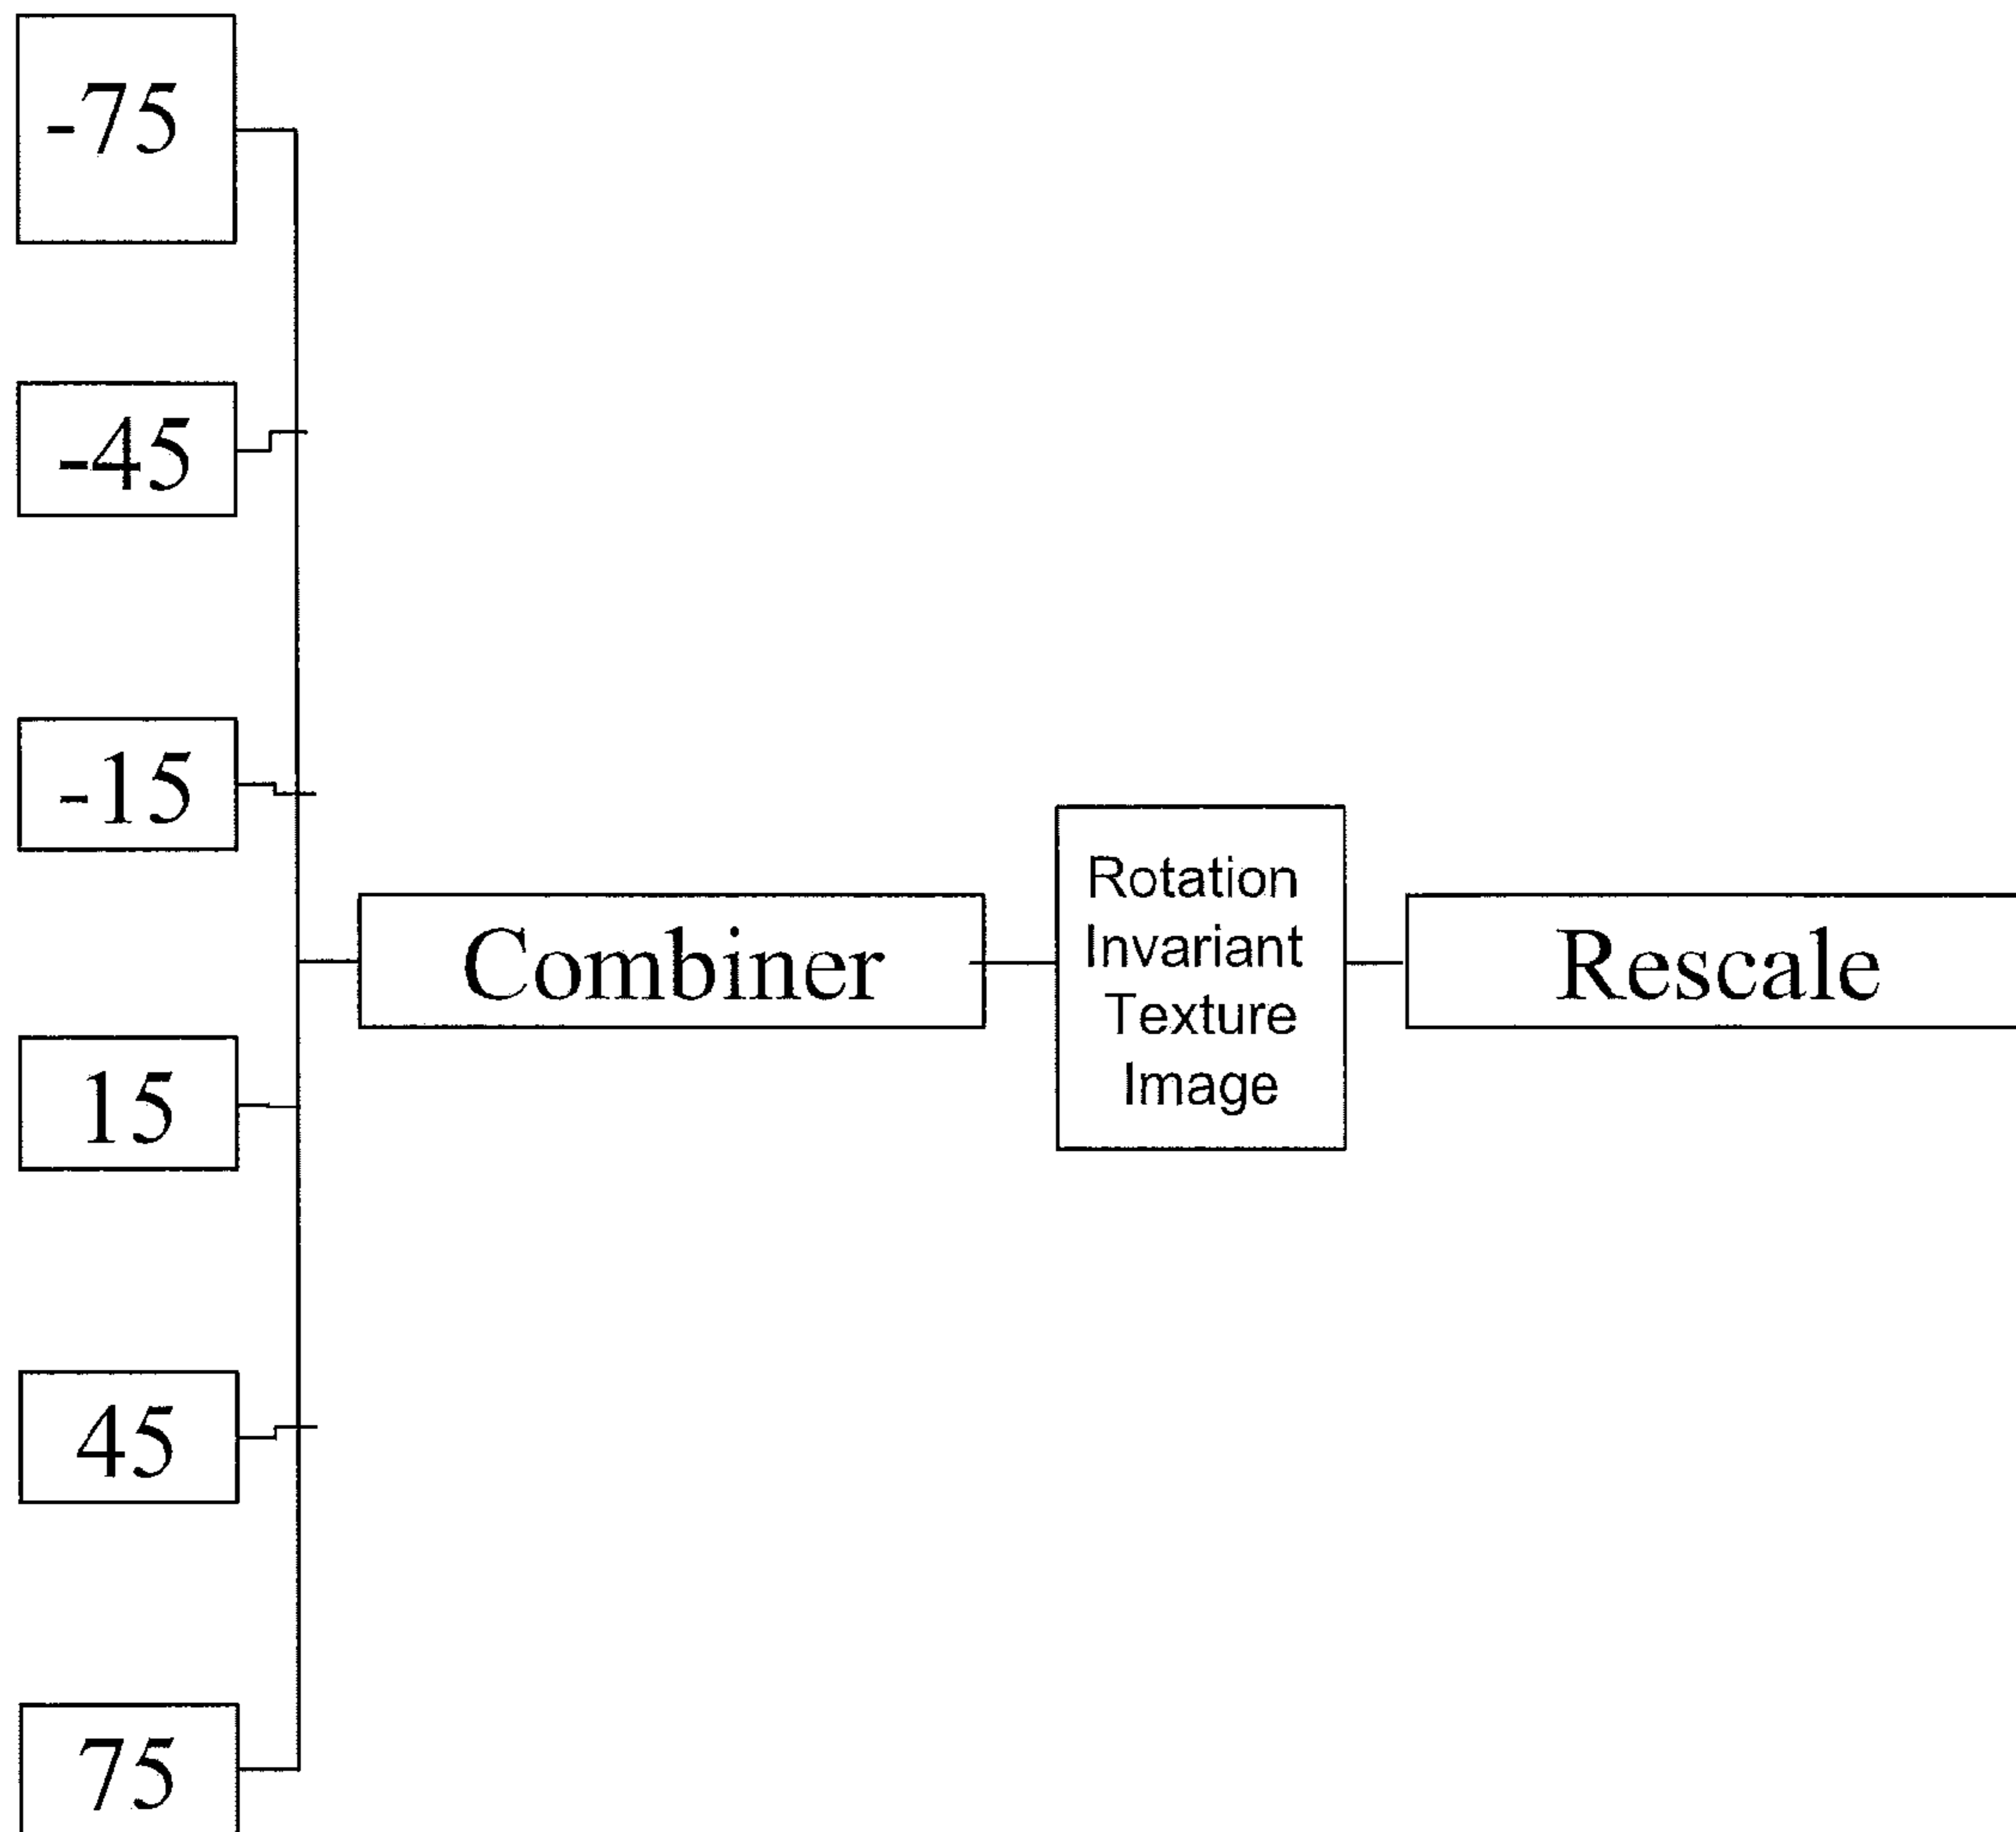 -75
-45
-15
15
45
75
Combiner
Rotation
Invariant
Texture
Image
Rescale